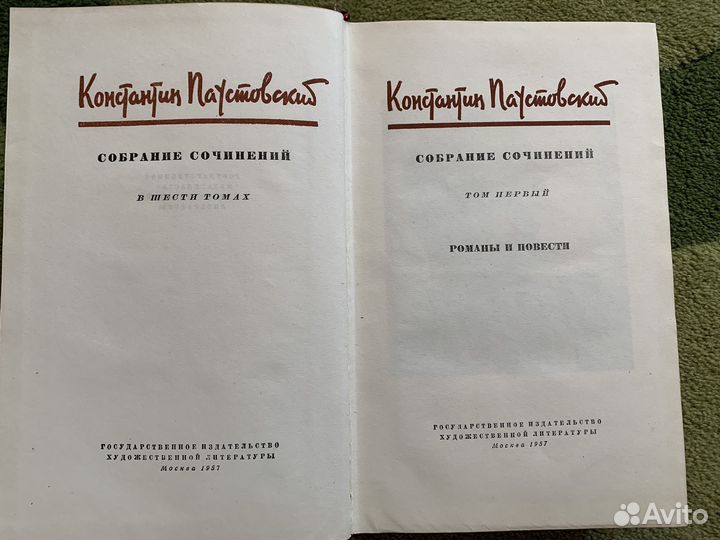 Константин Паустовский
СОБРАНИЕ СОЧИНЕНИЙ
В ШЕСТИ ТОМАХ
ГОСУДАРСТВЕННОЕ ИЗДАТЕЛЬСТВО
ХУДОЖЕСТВЕННОЙ ЛИТЕРАТУРЫ
Москва 1957
Константин Паустовский
СОБРАНИЕ СОЧИНЕНИЙ
ТОМ ПЕРВЫЙ
РОМАНЫ И ПОВЕСТИ
ГОСУДАРСТВЕННОЕ ИЗДАТЕЛЬСТВО
ХУДОЖЕСТВЕННОЙ ЛИТЕРАТУРЫ
Москва 1957
Avito